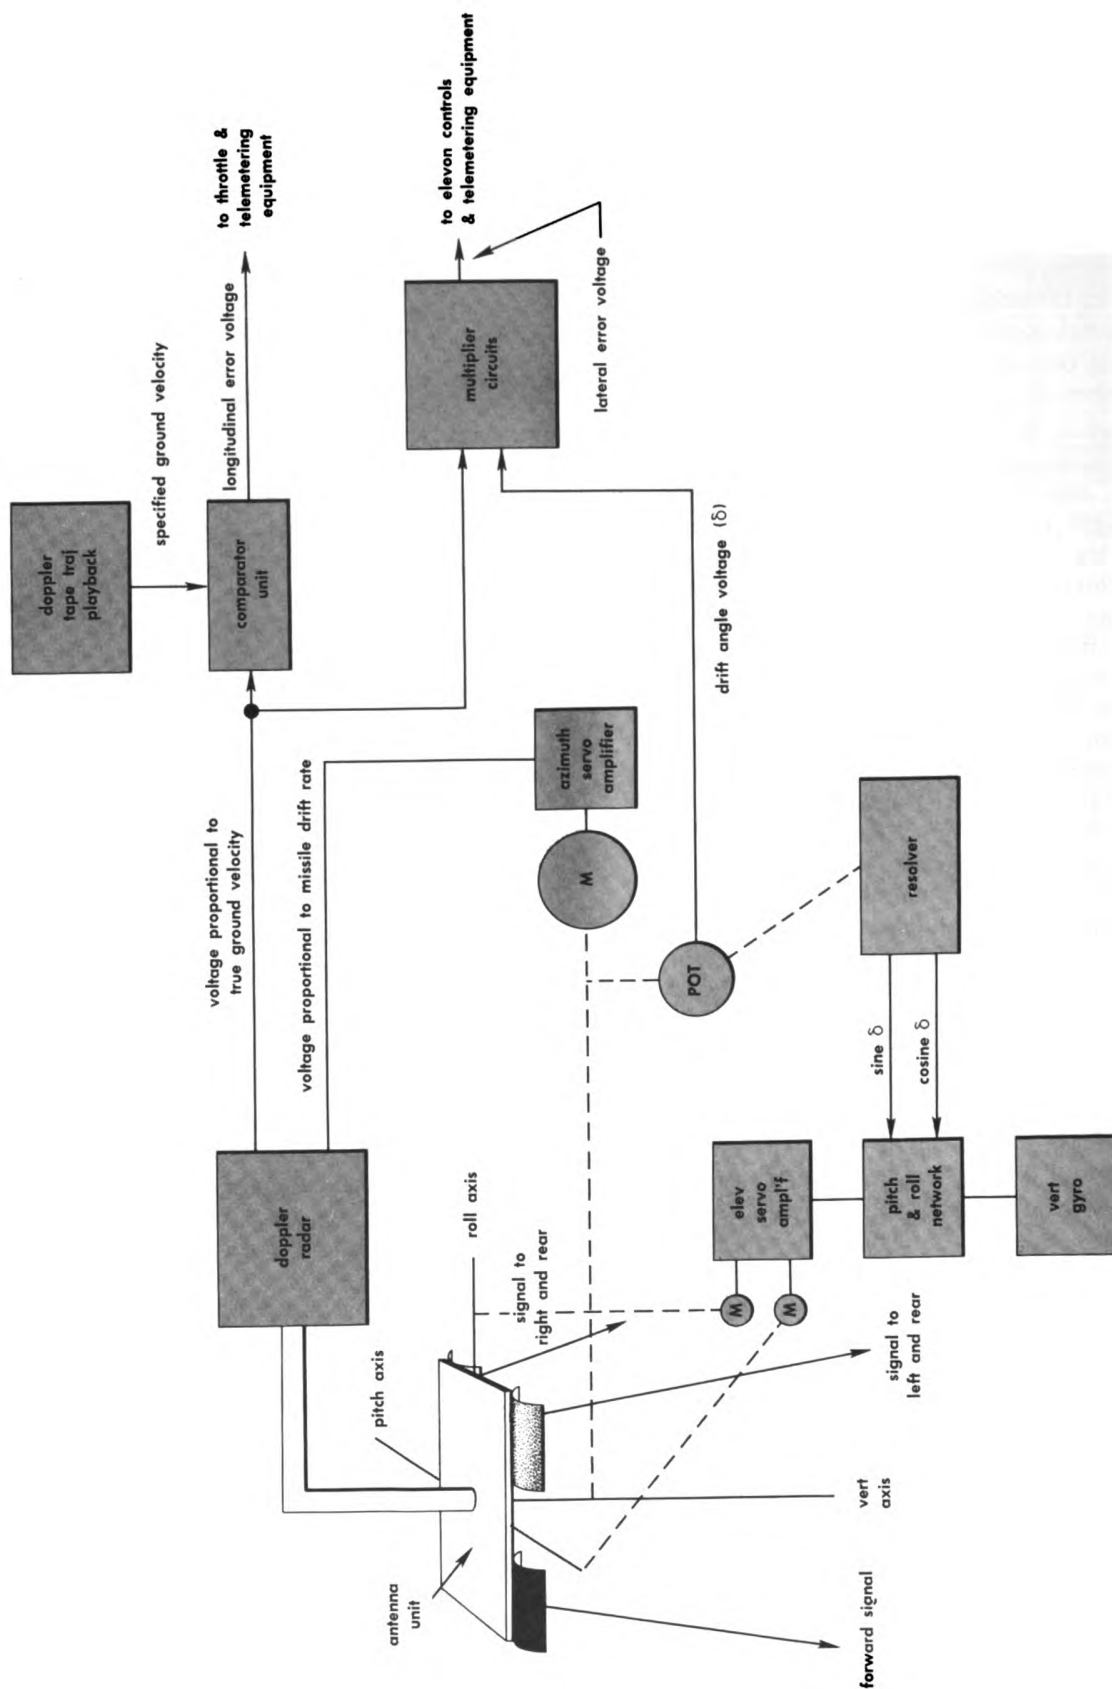 doppler
tape traj
playback
specified ground velocity
comparator
unit
longitudinal error voltage
to throttle &
telemetering
equipment
voltage proportional to
true ground velocity
voltage proportional to missile drift rate
doppler
radar
multiplier
circuits
to elevon controls
& telemetering equipment
lateral error voltage
azimuth
servo
amplifier
M
drift angle voltage (δ)
POT
resolver
sine δ
cosine δ
pitch
& roll
network
vert
gyro
elev
servo
ampl'f
M
M
antenna
unit
pitch axis
roll axis
signal to
right and rear
signal to
left and rear
vert
axis
forward signal